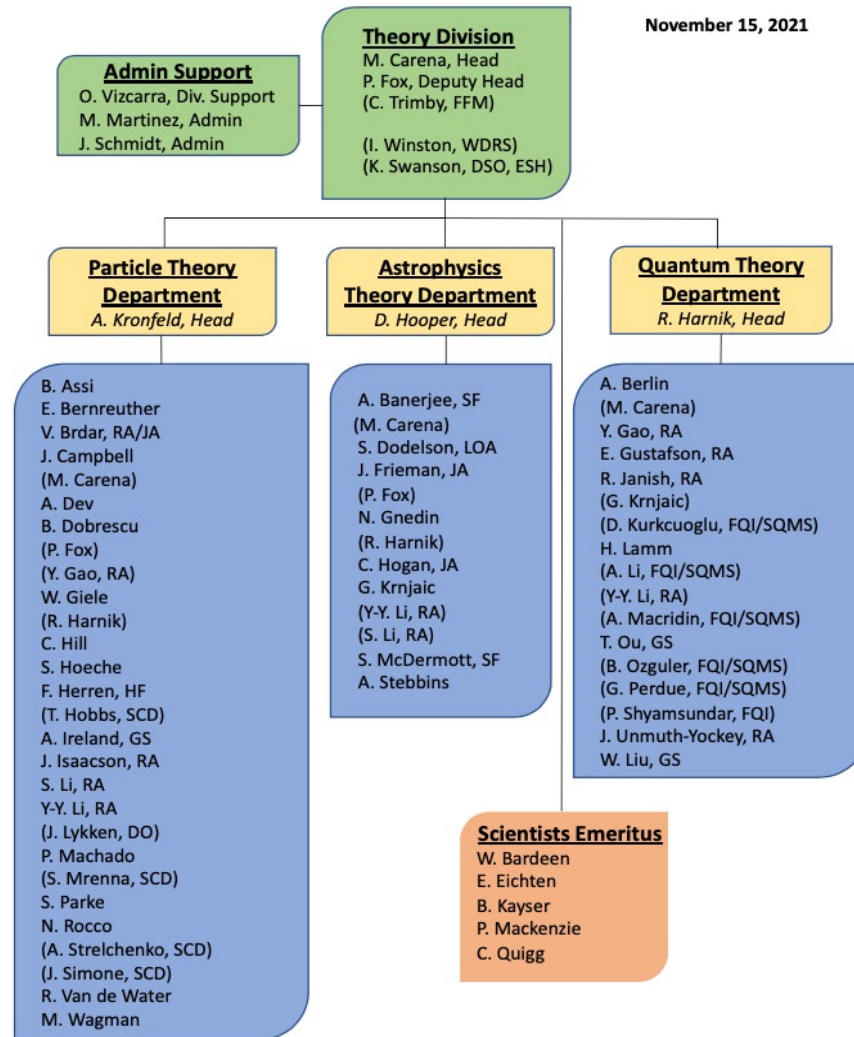 November 15, 2021
Theory Division
M. Carena, Head
P. Fox, Deputy Head
(C. Trimby, FFM)
(I. Winston, WDRS)
(K. Swanson, DSO, ESH)
Admin Support
O. Vizcarra, Div. Support
M. Martinez, Admin
J. Schmidt, Admin
Particle Theory
Department
A. Kronfeld, Head
B. Assi
E. Bernreuther
V. Brdar, RA/JA
J. Campbell
(M. Carena)
A. Dev
B. Dobrescu
(P. Fox)
(Y. Gao, RA)
W. Giele
(R. Harnik)
C. Hill
S. Hoeche
F. Herren, HF
(T. Hobbs, SCD)
A. Ireland, GS
J. Isaacson, RA
S. Li, RA
Y-Y. Li, RA
(J. Lykken, DO)
P. Machado
(S. Mrenna, SCD)
S. Parke
N. Rocco
(A. Strelchenko, SCD)
(J. Simone, SCD)
R. Van de Water
M. Wagman
Astrophysics
Theory Department
D. Hooper, Head
A. Banerjee, SF
(M. Carena)
S. Dodelson, LOA
J. Frieman, JA
(P. Fox)
N. Gnedin
(R. Harnik)
C. Hogan, JA
G. Krnjaic
(Y-Y. Li, RA)
(S. Li, RA)
S. McDermott, SF
A. Stebbins
Quantum Theory
Department
R. Harnik, Head
A. Berlin
(M. Carena)
Y. Gao, RA
E. Gustafson, RA
R. Janish, RA
(G. Krnjaic)
(D. Kurkcuoglu, FQI/SQMS)
H. Lamm
(A. Li, FQI/SQMS)
(Y-Y. Li, RA)
(A. Macridin, FQI/SQMS)
T. Ou, GS
(B. Ozguler, FQI/SQMS)
(G. Perdue, FQI/SQMS)
(P. Shyamsundar, FQI)
J. Unmuth-Yockey, RA
W. Liu, GS
Scientists Emeritus
W. Bardeen
E. Eichten
B. Kayser
P. Mackenzie
C. Quigg